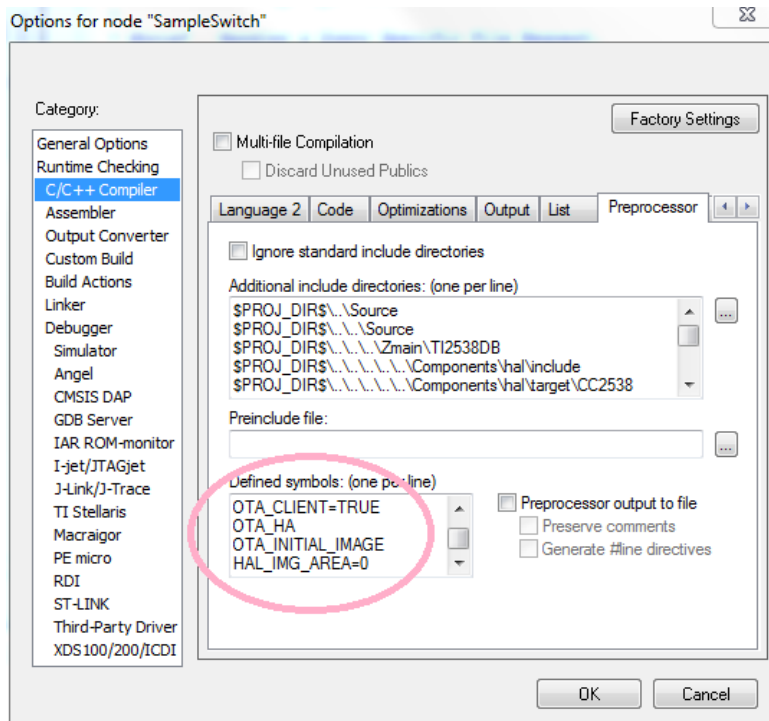 Options for node "SampleSwitch"
Category:
General Options
Runtime Checking
C/C++ Compiler
Assembler
Output Converter
Custom Build
Build Actions
Linker
Debugger
Simulator
Angel
CMSIS DAP
GDB Server
IAR ROM-monitor
I-jet/JTAGjet
J-Link/J-Trace
TI Stellaris
Macraigor
PE micro
RDI
ST-LINK
Third-Party Driver
XDS100/200/ICDI
Factory Settings
Multi-file Compilation
Discard Unused Publics
Language 2 Code Optimizations Output List Preprocessor
Ignore standard include directories
Additional include directories: (one per line)
$PROJ_DIR$\..\Source
$PROJ_DIR$\..\..\Source
$PROJ_DIR$\..\..\..\Zmain\TI2538DB
$PROJ_DIR$\..\..\..\..\..\Components\hal\include
$PROJ_DIR$\..\..\..\..\..\Components\hal\target\CC2538
...
Preinclude file:
...
Defined symbols: (one per line)
OTA_CLIENT=TRUE
OTA_HA
OTA_INITIAL_IMAGE
HAL_IMG_AREA=0
Preprocessor output to file
Preserve comments
Generate #line directives
OK Cancel